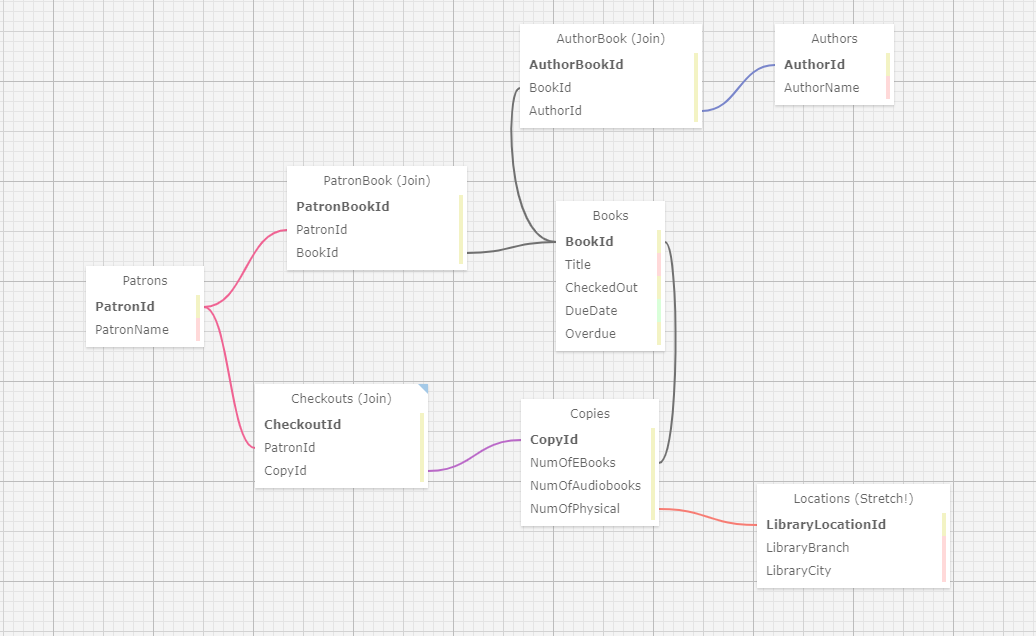 AuthorBook (Join)
AuthorBookId
BookId
AuthorId
Authors
AuthorId
AuthorName
PatronBook (Join)
PatronBookId
PatronId
BookId
Books
BookId
Title
CheckedOut
DueDate
Overdue
Patrons
PatronId
PatronName
Checkouts (Join)
CheckoutId
PatronId
CopyId
Copies
CopyId
NumOfEBooks
NumOfAudiobooks
NumOfPhysical
Locations (Stretch!)
LibraryLocationId
LibraryBranch
LibraryCity